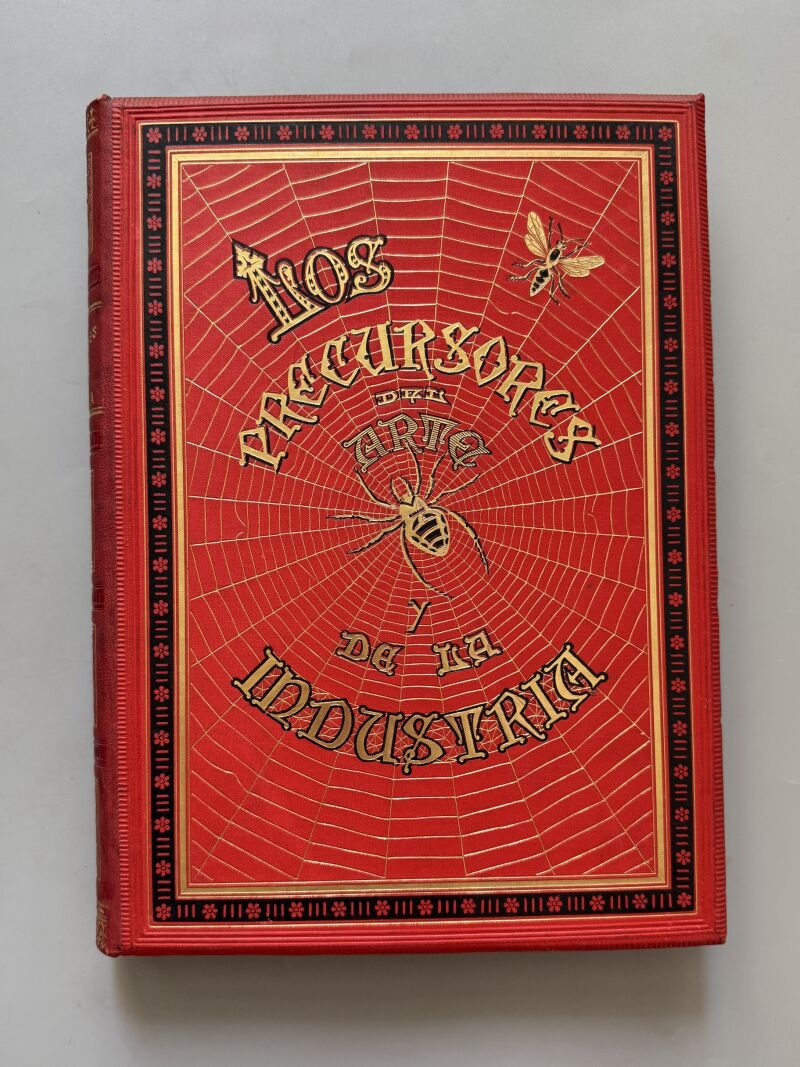 LOS
PRECURSORES
DEL
ARTE
Y
DE LA
INDUSTRIA